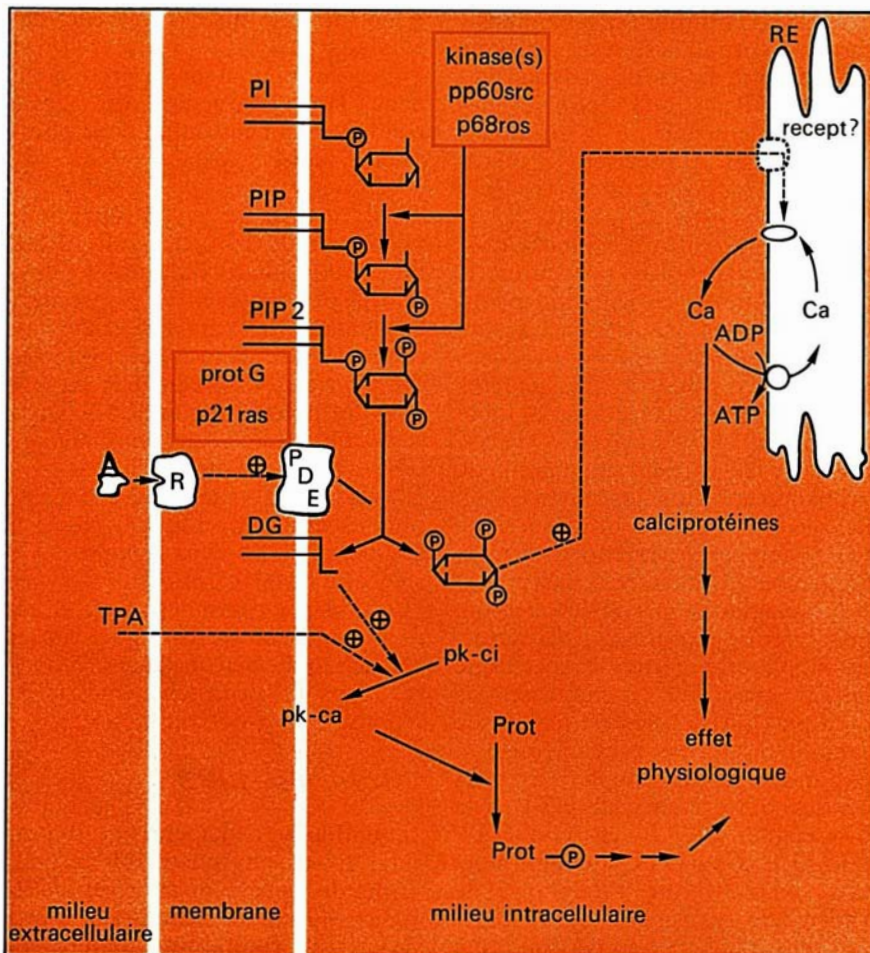 kinase(s)
pp60src
p68ros
RE
recept?
PI
P
PIP
P
P
PIP 2
P
P
P
Ca
Ca
ADP
ATP
prot G
p21ras
A
R
⊕
P
D
E
DG
P
P
P
⊕
calciprotéines
TPA
⊕
⊕
pk-ci
pk-ca
Prot
effet
physiologique
Prot
P
milieu
extracellulaire
membrane
milieu intracellulaire